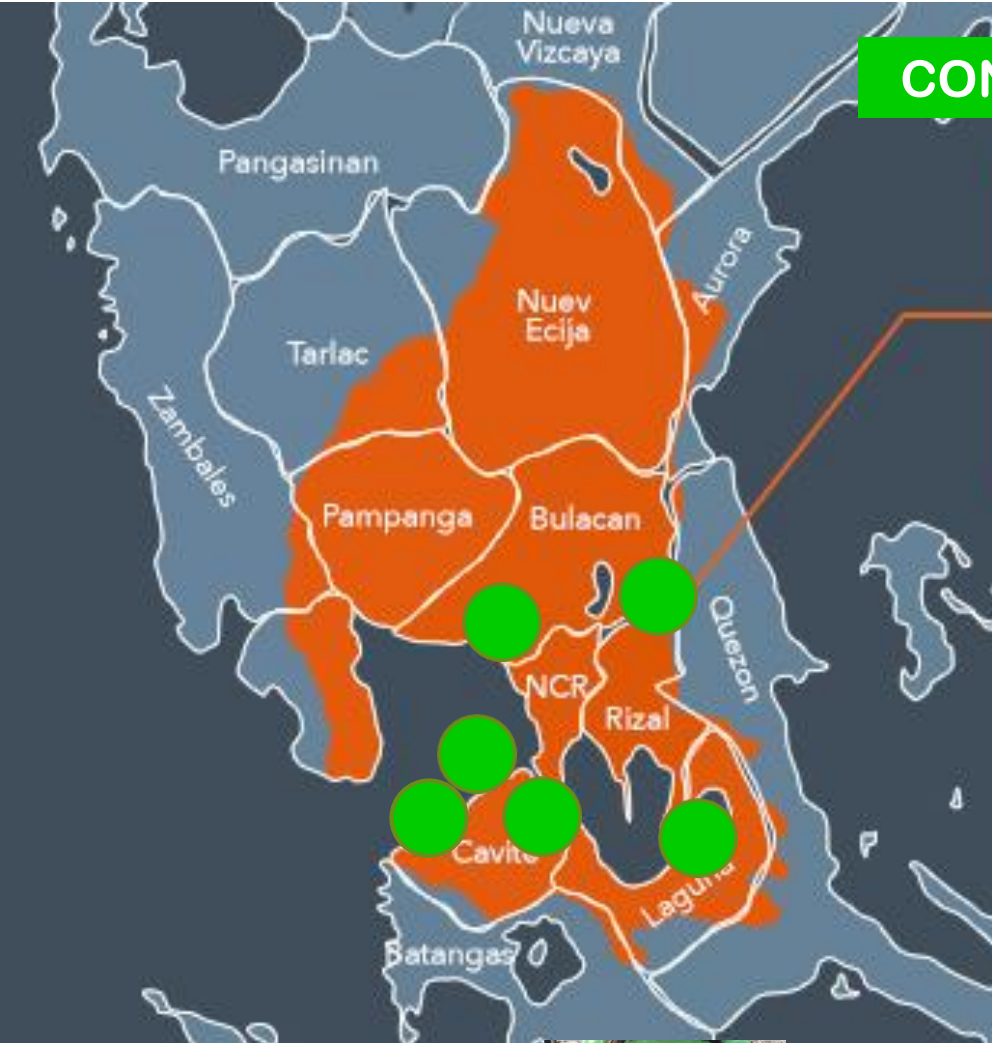 Nueva
Vizcaya
CON
Pangasinan
Aurora
Nuev
Ecija
Tarlac
Zambales
Pampanga
Bulacan
Quezon
NCR
Rizal
Cavite
Laguna
Batangas